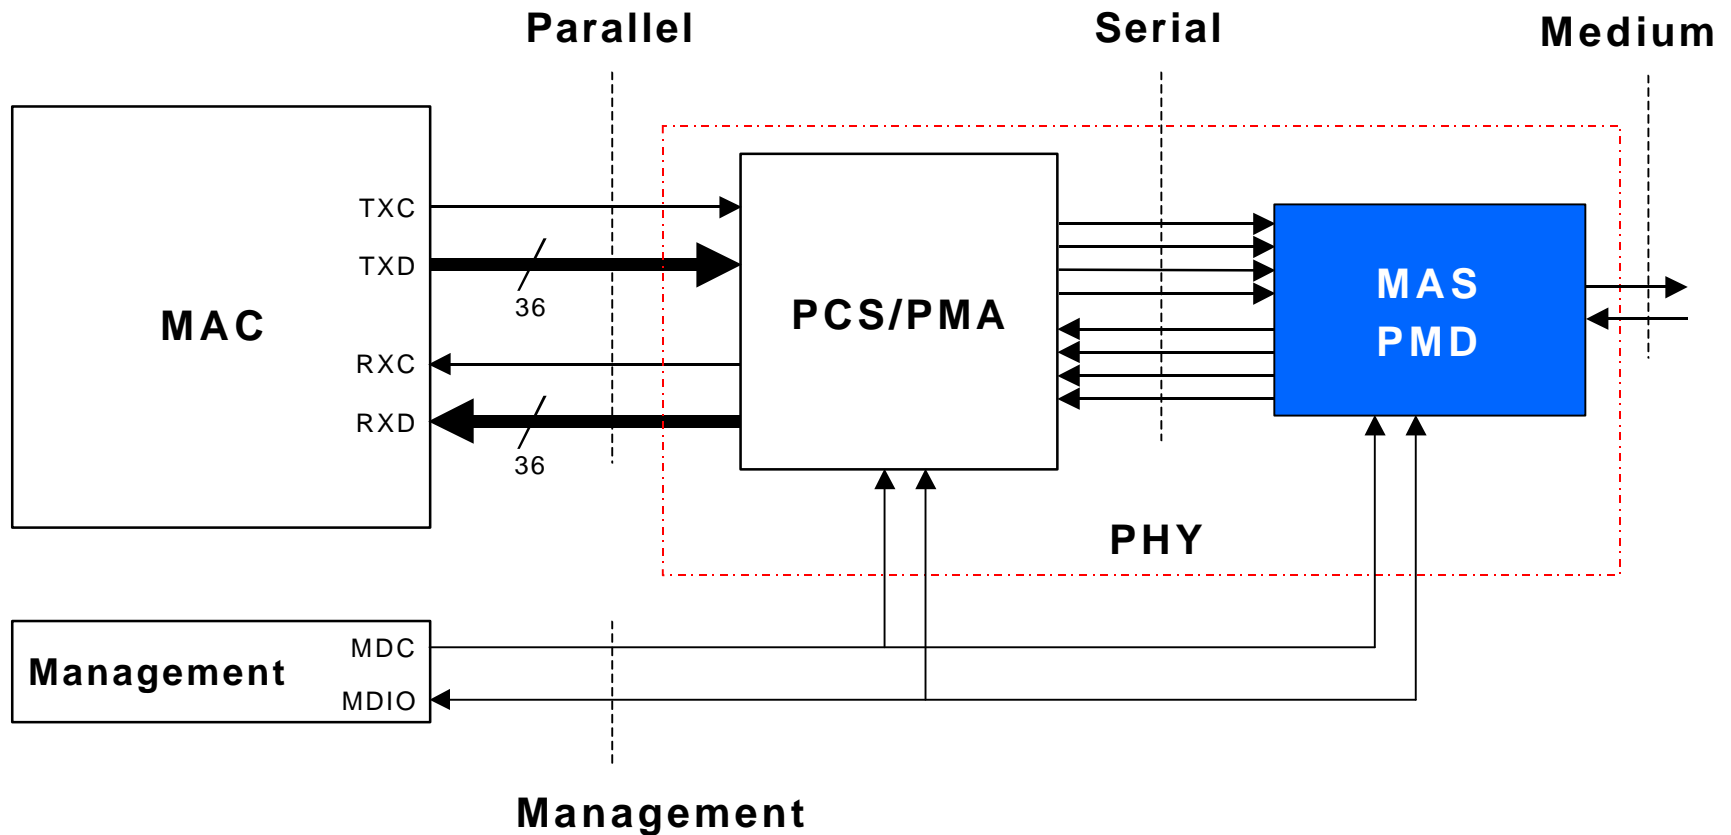 Parallel
Serial
Medium
TXC
TXD
36
MAC
PCS/PMA
MAS
PMD
RXC
RXD
36
PHY
Management
MDC
MDIO
Management